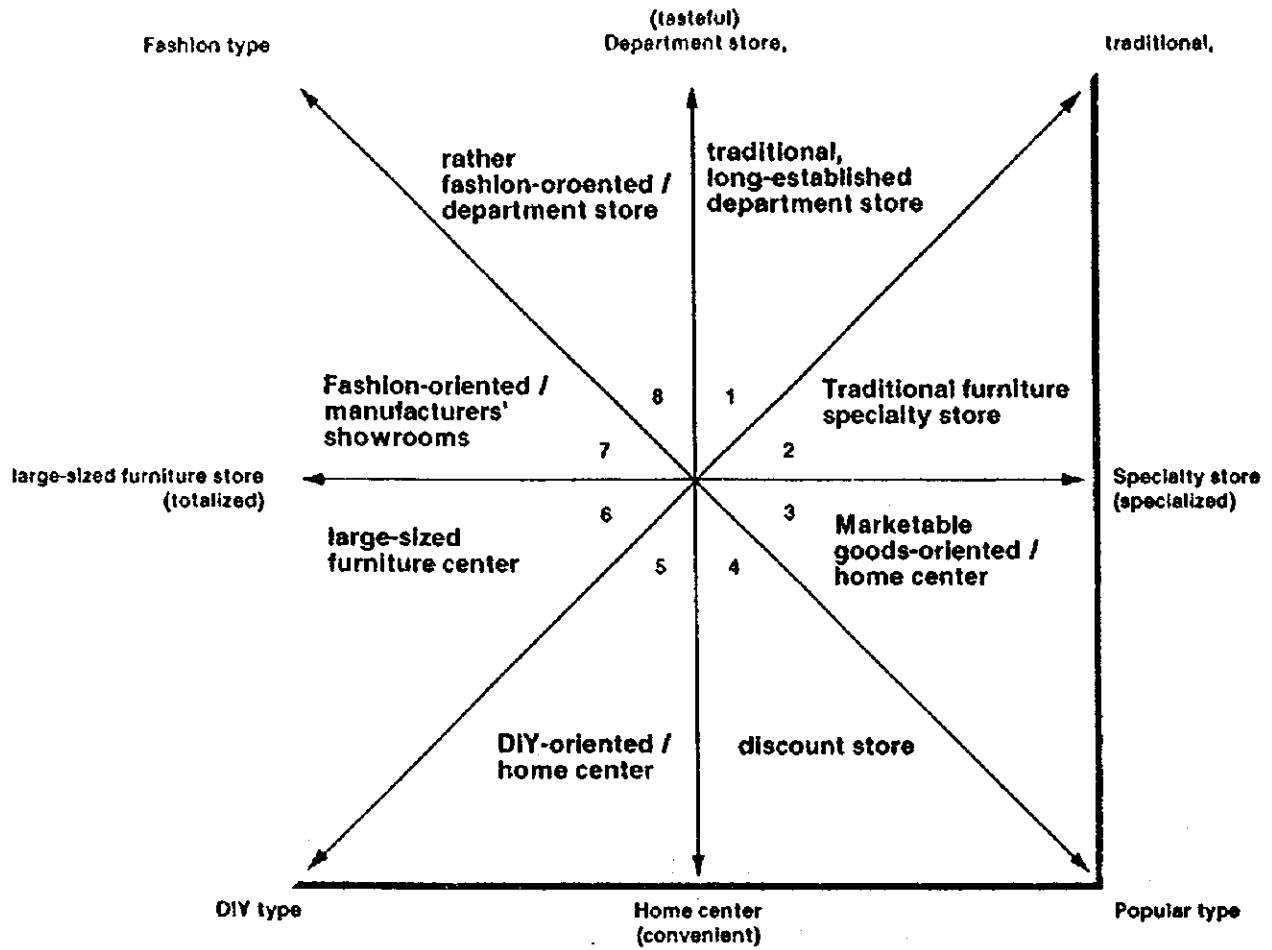 (tasteful)
Fashion type
Department store,
traditional,
rather
fashion-oroented /
department store
traditional,
long-established
department store
Fashion-oriented /
manufacturers'
showrooms
8
1
Traditional furniture
specialty store
7
2
large-sized furniture store
(totalized)
Specialty store
(specialized)
6
3
large-sized
furniture center
Marketable
goods-oriented /
home center
5
4
DIY-oriented /
home center
discount store
DIY type
Home center
(convenient)
Popular type